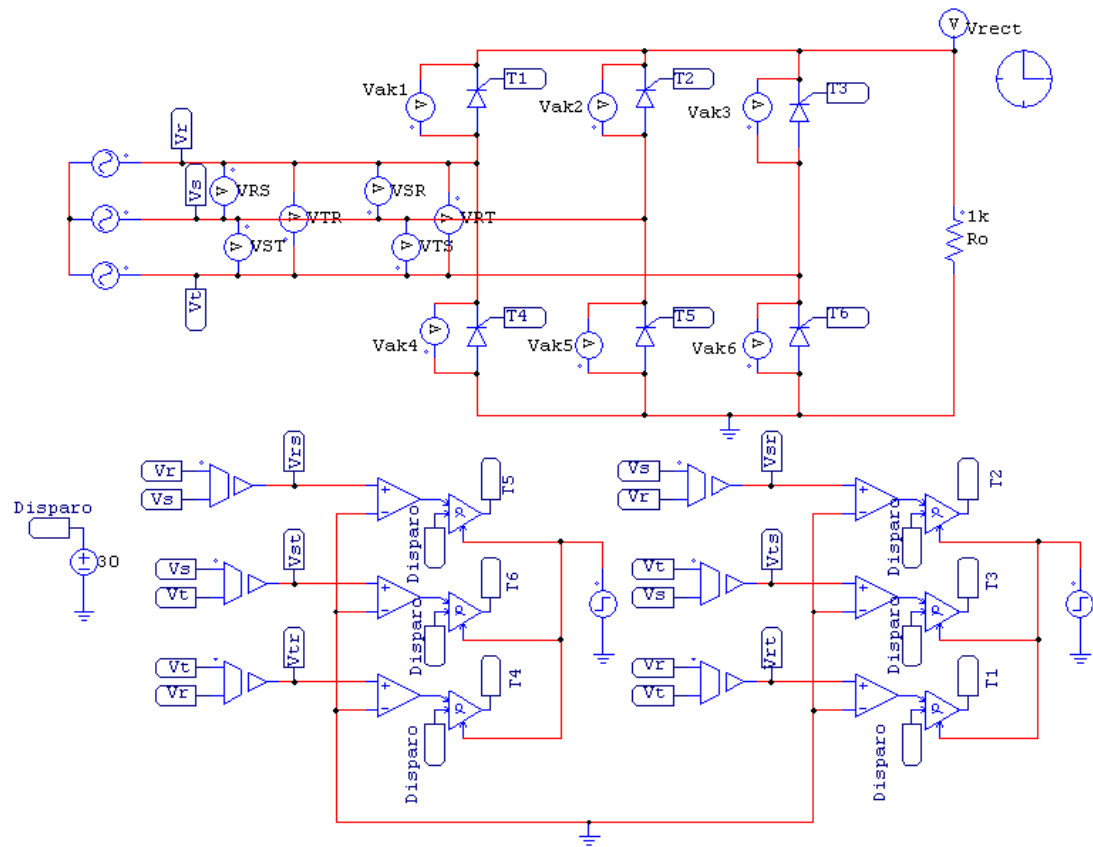 V Vrect
T1
T2
T3
Vak1
Vak2
Vak3
Vr
Vs
VRS
VSR
VTR
VRT
VST
VTS
Vt
1k
Ro
T4
T5
T6
Vak4
Vak5
Vak6
Disparo
30
Vr
Vs
Vrs
Disparo
T5
Vs
Vt
Vst
Disparo
T6
Vt
Vr
Vtr
Disparo
T4
Vs
Vr
Vsr
Disparo
T2
Vt
Vs
Vts
Disparo
T3
Vr
Vt
Vrt
Disparo
T1